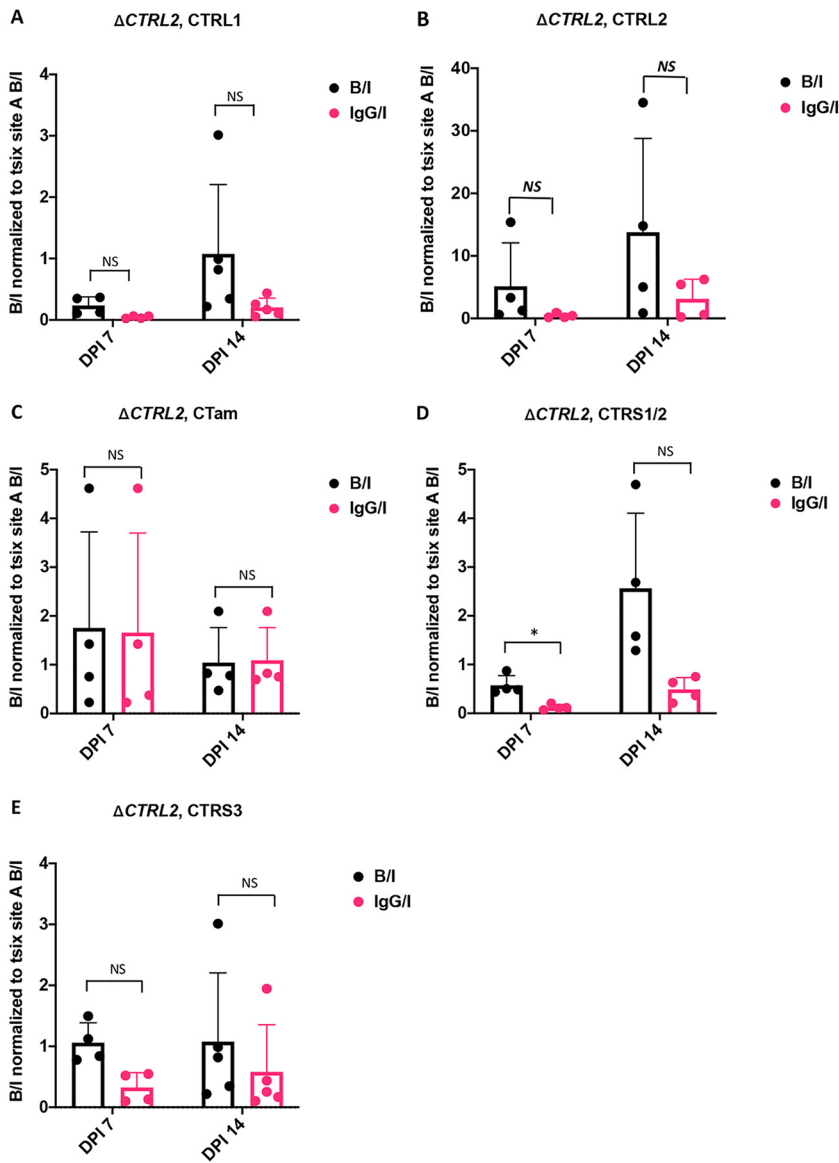 A
ΔCTRL2, CTRL1
B/I normalized to tsix site A B/I
4
3
2
1
0
NS
NS
DPI 7
DPI 14
B/I
IgG/I
B
ΔCTRL2, CTRL2
B/I normalized to tsix site A B/I
40
30
20
10
0
NS
NS
DPI 7
DPI 14
B/I
IgG/I
C
ΔCTRL2, CTam
B/I normalized to tsix site A B/I
5
4
3
2
1
0
NS
NS
DPI 7
DPI 14
B/I
IgG/I
D
ΔCTRL2, CTRS1/2
B/I normalized to tsix site A B/I
5
4
3
2
1
0
*
NS
DPI 7
DPI 14
B/I
IgG/I
E
ΔCTRL2, CTRS3
B/I normalized to tsix site A B/I
4
3
2
1
0
NS
NS
DPI 7
DPI 14
B/I
IgG/I